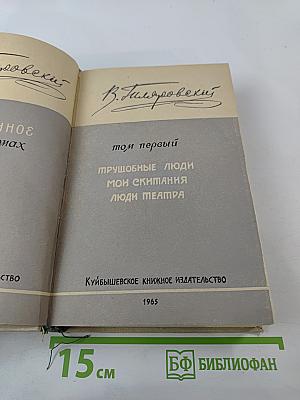 В. Гиляровский
том первый
ТРУЩОБНЫЕ ЛЮДИ
МОИ СКИТАНИЯ
ЛЮДИ ТЕАТРА
КУЙБЫШЕВСКОЕ КНИЖНОЕ ИЗДАТЕЛЬСТВО
1965
15 см
БФ БИБЛИОФАН